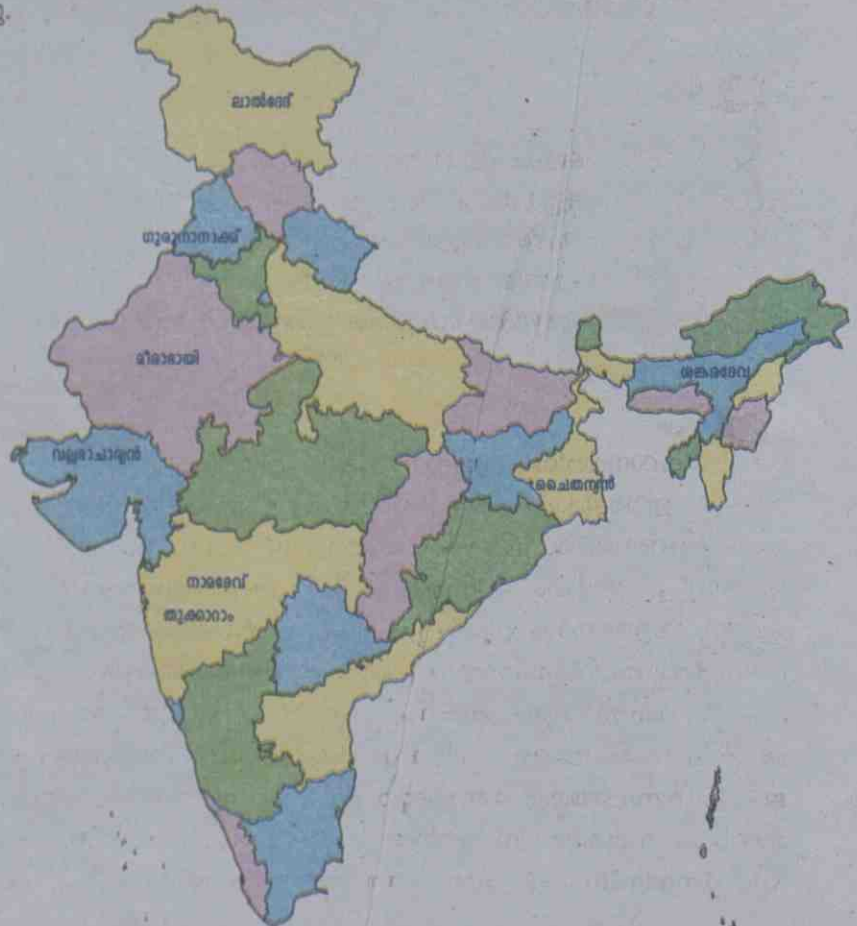 ലാൽദേദ്
ഗുരുനാനാക്ക്
മീരാഭായി
ശങ്കരദേവ
വല്ലഭാചാര്യൻ
ചൈതന്യൻ
നാമദേവ്
തുക്കാറാം